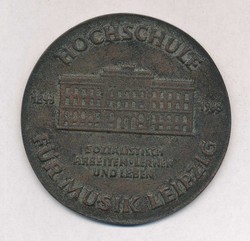 HOCHSCHULE
SOZIALISTISCH
ARBEITEN · LERNEN
UND LEBEN
FÜR · MUSIK LEIPZIG